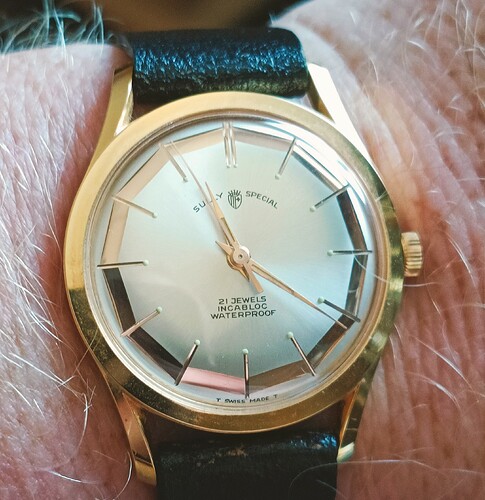 SULLY SPECIAL
21 JEWELS
INCABLOC
WATERPROOF
T SWISS MADE T